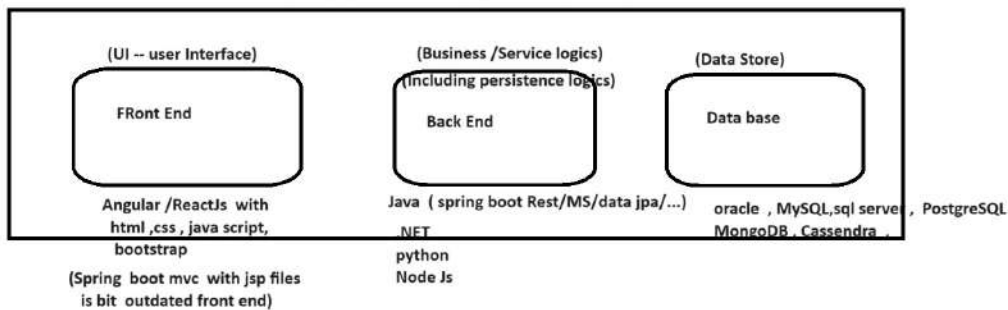 (UI -- user Interface)
FRont End
Angular /ReactJs with
html ,css , java script,
bootstrap
(Spring boot mvc with jsp files
is bit outdated front end)
(Business /Service logics)
(Including persistence logics)
Back End
Java ( spring boot Rest/MS/data jpa/...)
.NET
python
Node Js
(Data Store)
Data base
oracle , MySQL,sql server , PostgreSQL
MongoDB , Cassendra ,